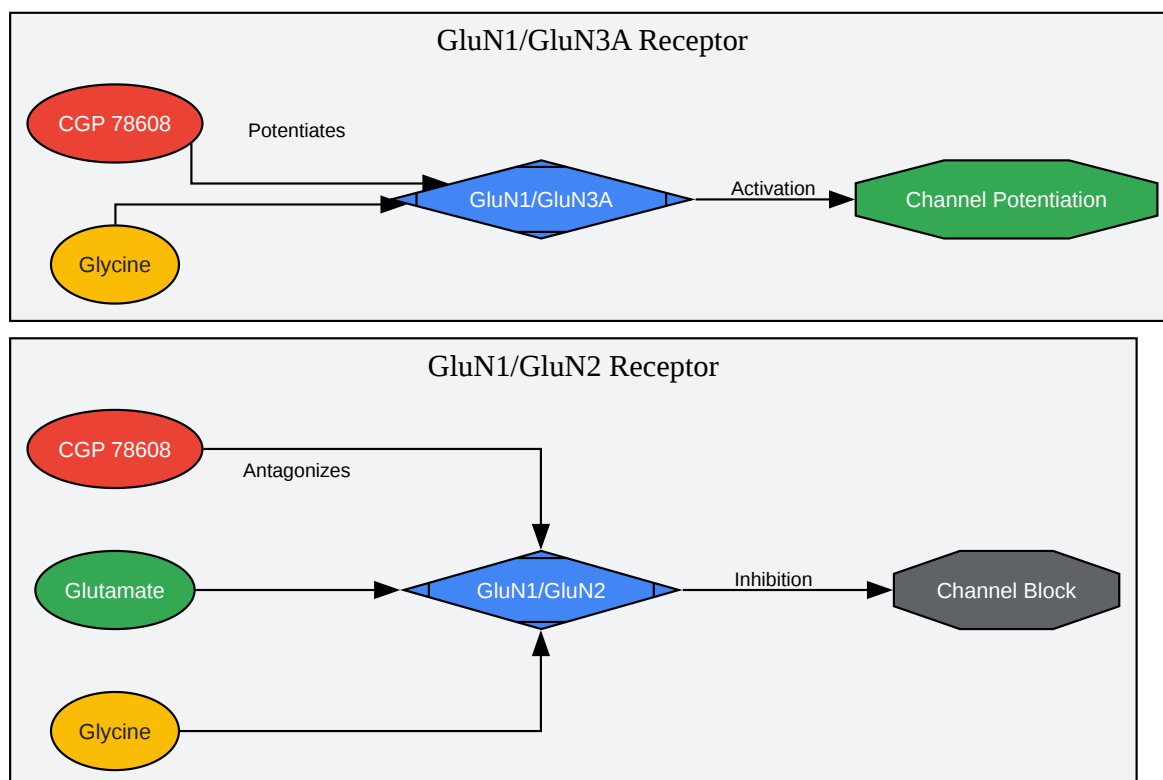 GluN1/GluN3A Receptor
CGP 78608
Potentiates
GluN1/GluN3A
Activation
Channel Potentiation
Glycine
GluN1/GluN2 Receptor
CGP 78608
Antagonizes
Glutamate
GluN1/GluN2
Inhibition
Channel Block
Glycine